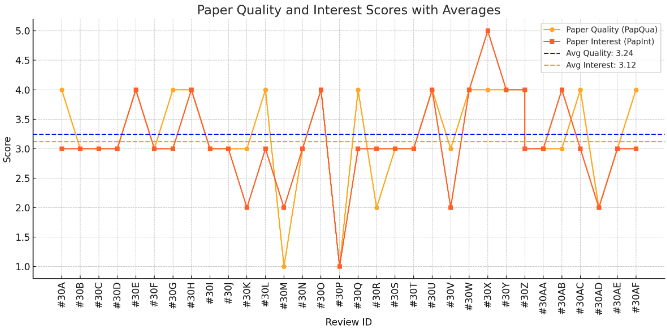 Paper Quality and Interest Scores with Averages
Paper Quality (PapQua)
Paper Interest (PapInt)
Avg Quality: 3.24
Avg Interest: 3.12
Score
5.0
4.5
4.0
3.5
3.0
2.5
2.0
1.5
1.0
#30A
#30B
#30C
#30D
#30E
#30F
#30G
#30H
#30I
#30J
#30K
#30L
#30M
#30N
#30O
#30P
#30Q
#30R
#30S
#30T
#30U
#30V
#30W
#30X
#30Y
#30Z
#30AA
#30AB
#30AC
#30AD
#30AE
#30AF
Review ID